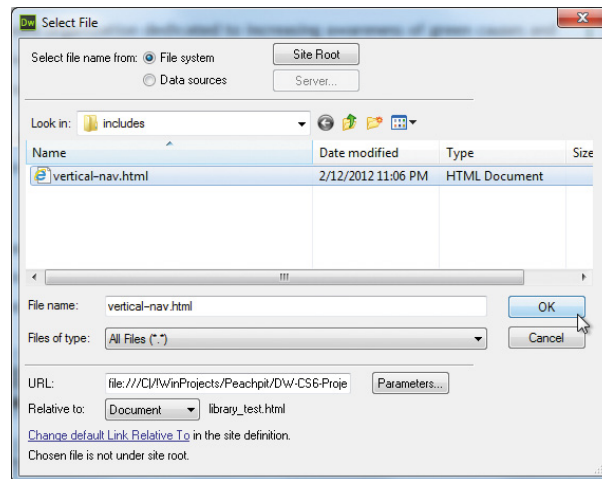 Dw Select File
Select file name from: File system Site Root
Data sources Server...
Look in: includes
Name Date modified Type Size
vertical-nav.html 2/12/2012 11:06 PM HTML Document
File name: vertical-nav.html OK
Files of type: All Files (*.*) Cancel
URL: file:///C|/!WinProjects/Peachpit/DW-CS6-Proje Parameters...
Relative to: Document library_test.html
Change default Link Relative To in the site definition.
Chosen file is not under site root.